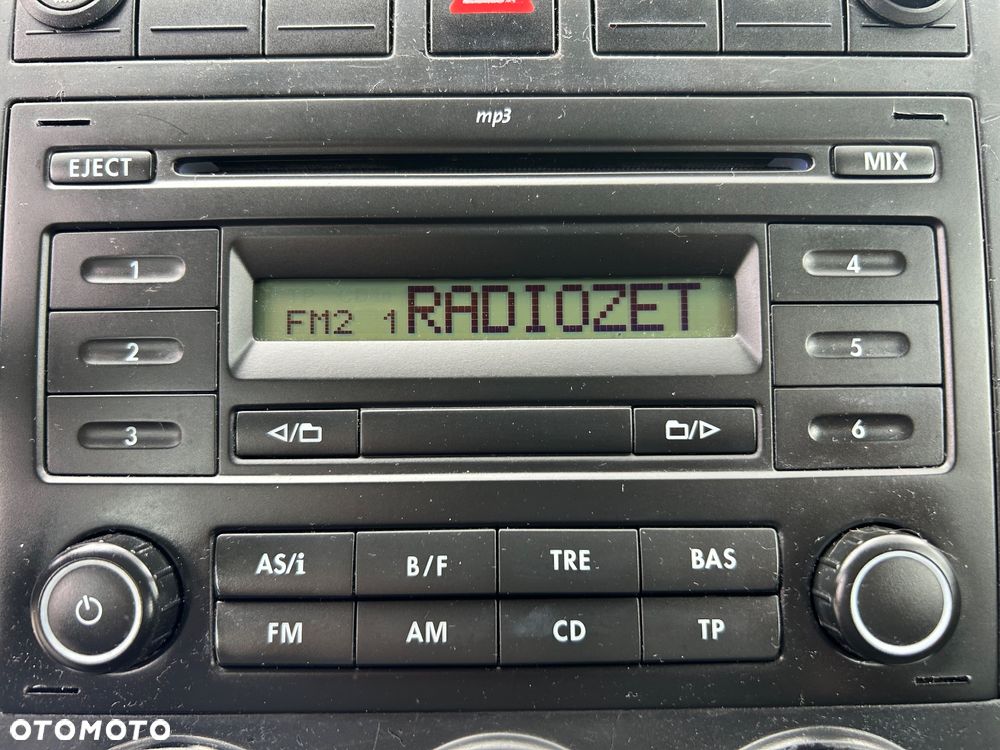 mp3
EJECT
MIX
1
4
FM2 1 RADIOZET
2
5
3
6
AS/i
B/F
TRE
BAS
FM
AM
CD
TP
OTOMOTO